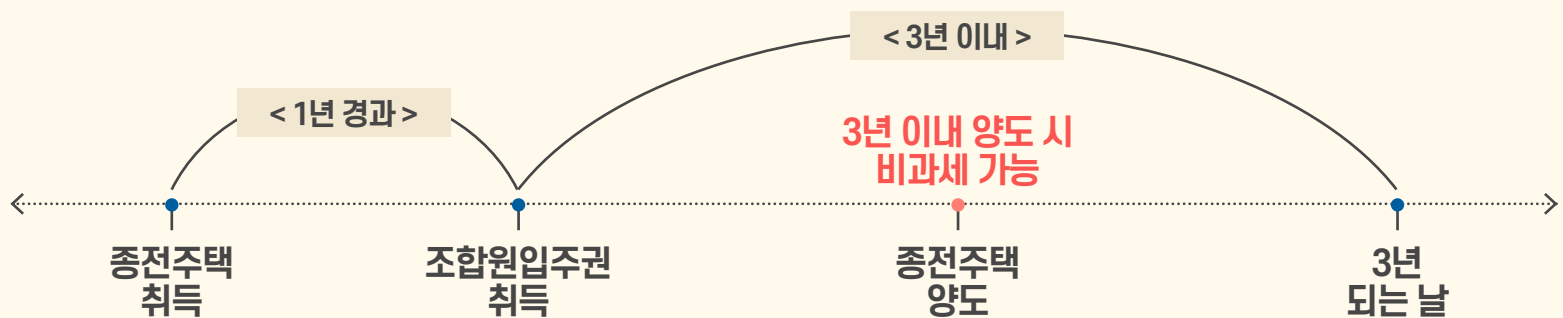 < 3년 이내 >
< 1년 경과 >
3년 이내 양도 시
비과세 가능
종전주택
취득
조합원입주권
취득
종전주택
양도
3년
되는 날